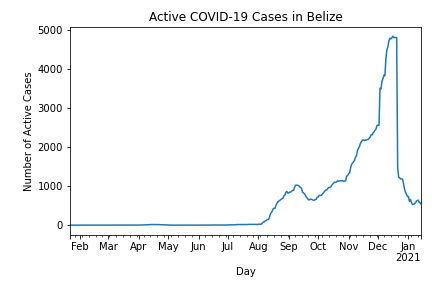 Active COVID-19 Cases in Belize
Number of Active Cases
5000
4000
3000
2000
1000
0
Feb Mar Apr May Jun Jul Aug Sep Oct Nov Dec Jan
2021
Day